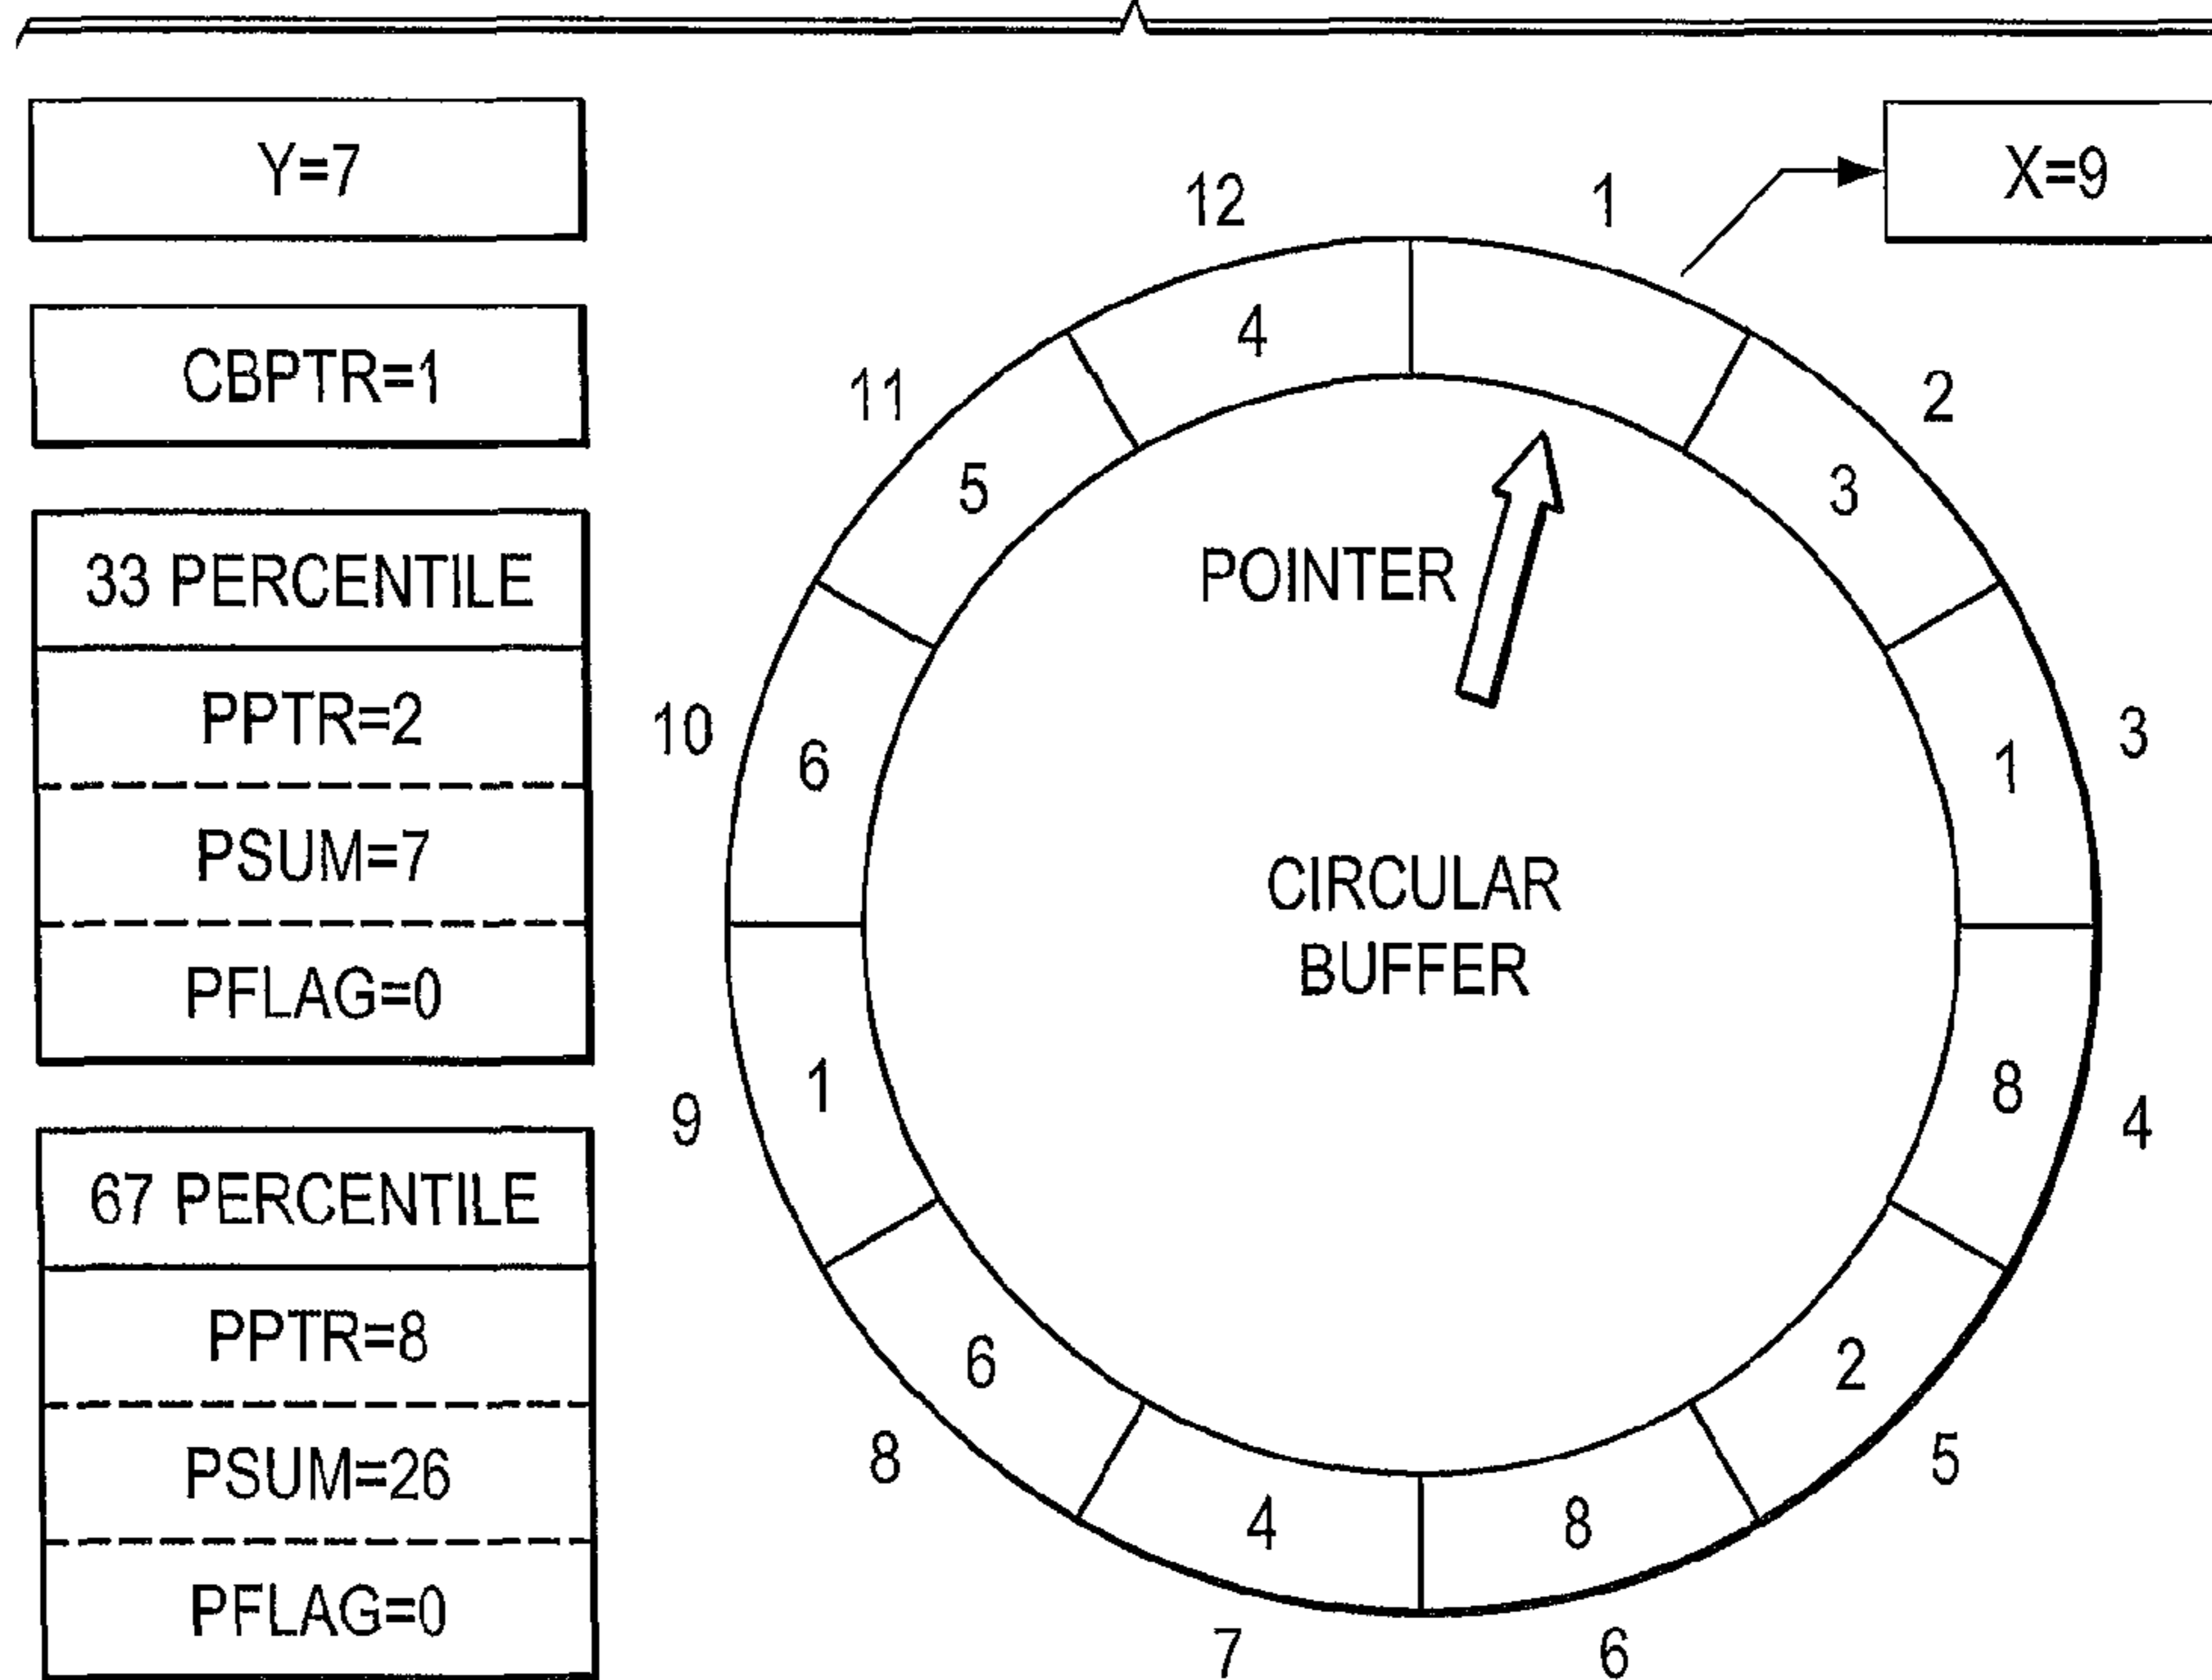 Y=7
CBPTR=1
33 PERCENTILE
PPTR=2
PSUM=7
PFLAG=0
67 PERCENTILE
PPTR=8
PSUM=26
PFLAG=0
X=9
12
1
2
3
4
5
6
7
8
9
10
11
4
3
1
8
2
8
4
6
1
6
5
POINTER
CIRCULAR
BUFFER